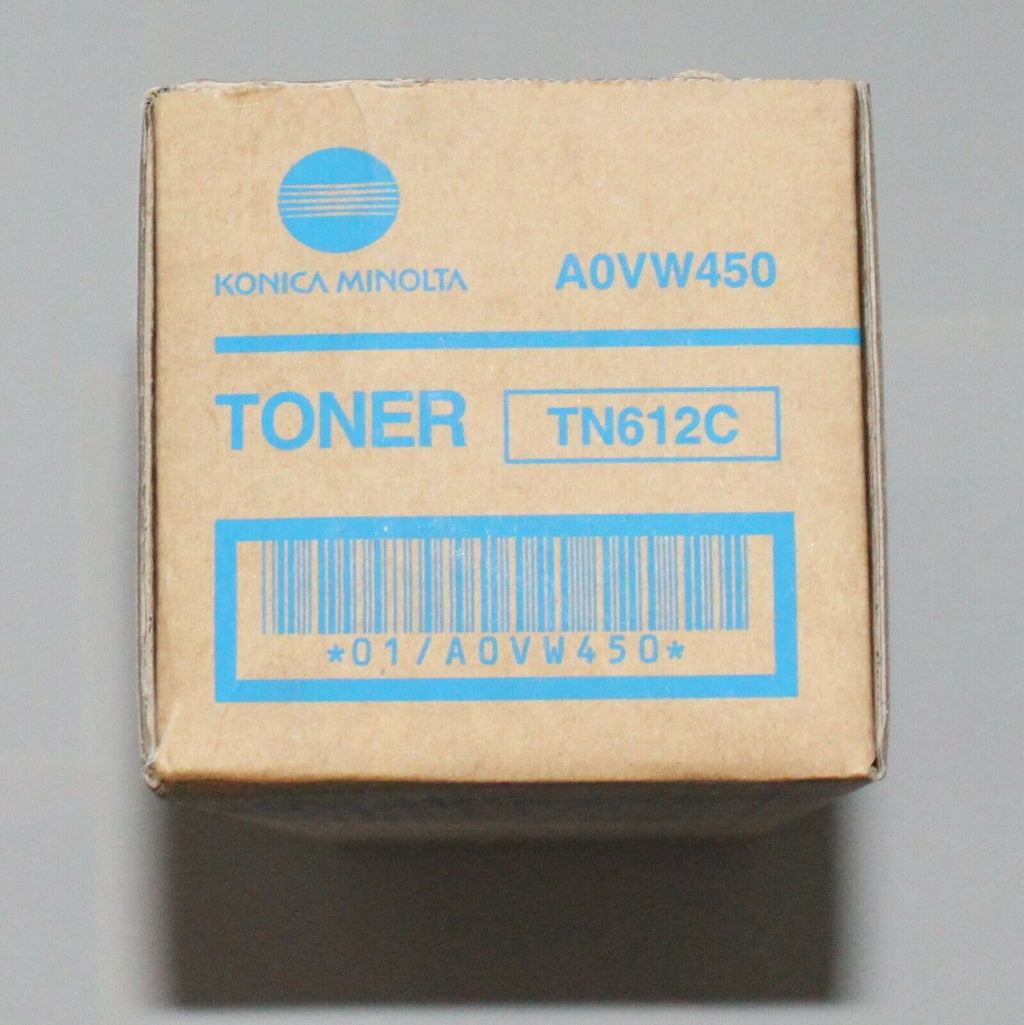 KONICA MINOLTA
A0VW450
TONER
TN612C
*01/A0VW450*